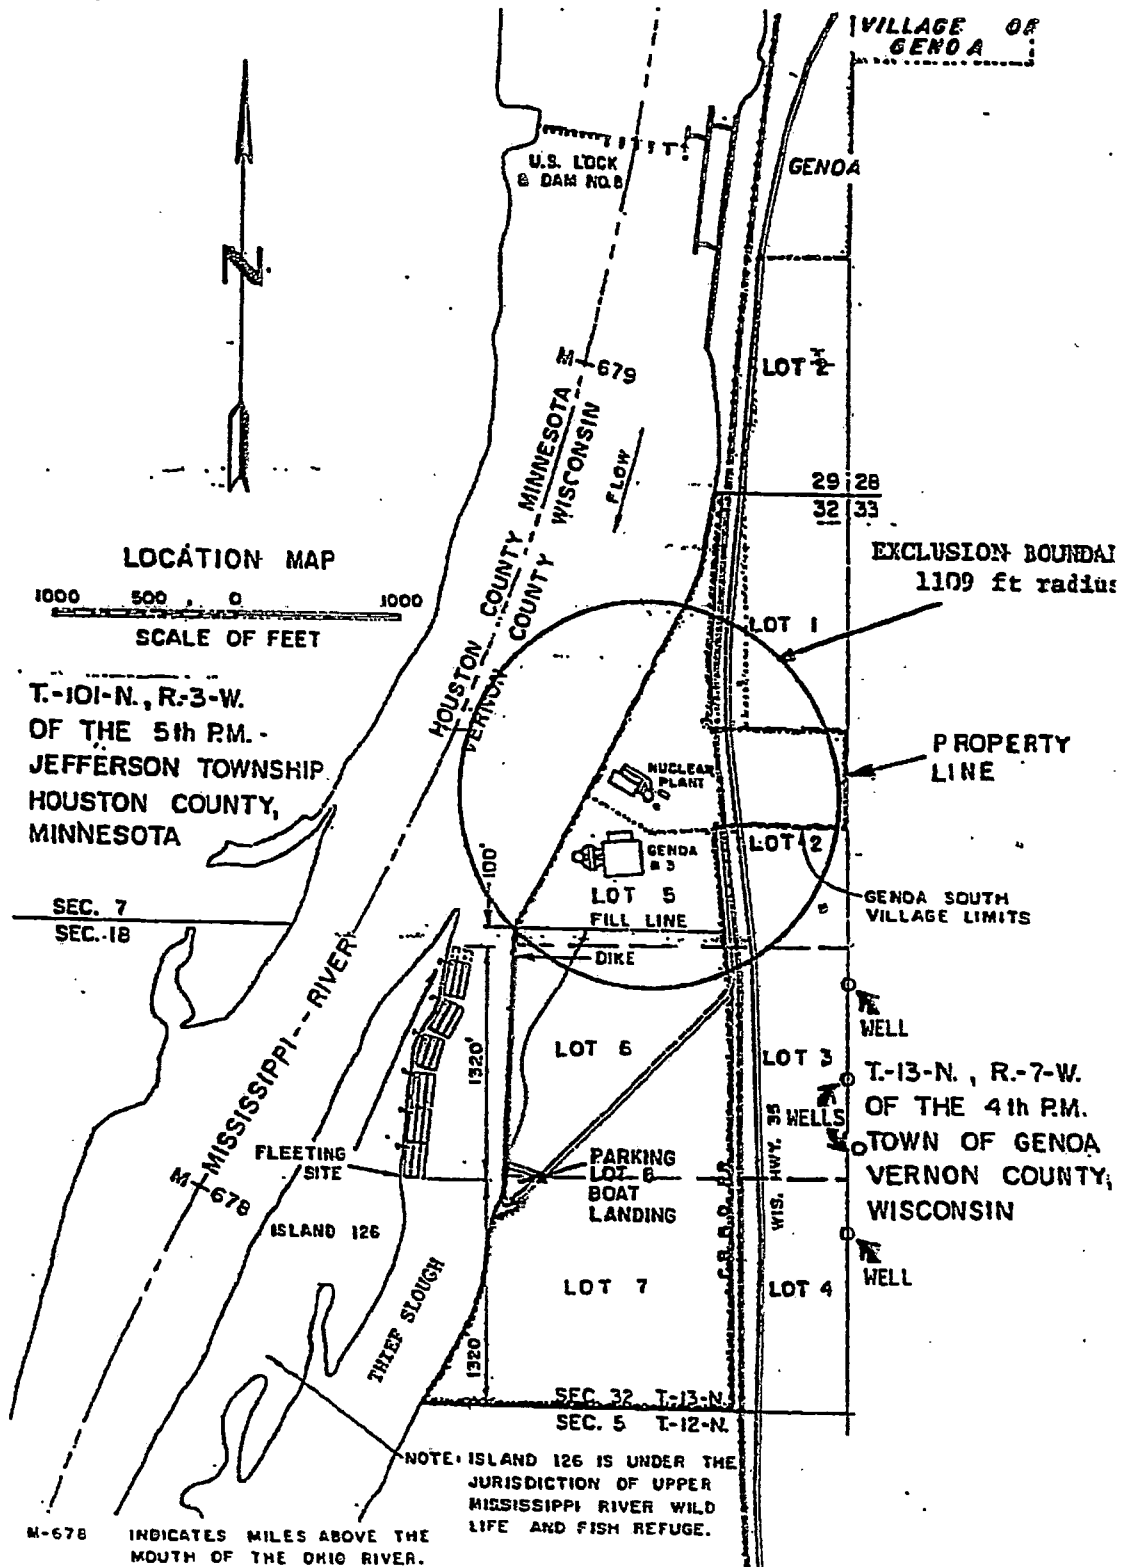 VILLAGE OF
GENOA
U.S. LOCK
& DAM NO. 8
GENOA
N
LOT 2
M 679
HOUSTON COUNTY MINNESOTA
VERNON COUNTY WISCONSIN
FLOW
29 28
32 33
LOCATION MAP
1000 500 0 1000
SCALE OF FEET
EXCLUSION BOUNDAI
1109 ft radius
LOT 1
T.-101-N., R.-3-W.
OF THE 5th P.M. -
JEFFERSON TOWNSHIP
HOUSTON COUNTY,
MINNESOTA
PROPERTY
LINE
NUCLEAR
PLANT
LOT 2
GENOA
#3
100'
LOT 5
FILL LINE
GENOA SOUTH
VILLAGE LIMITS
SEC. 7
SEC. 18
DIKE
MISSISSIPPI RIVER
WELL
LOT 6
1320'
LOT 3
T.-13-N., R.-7-W.
OF THE 4th P.M.
TOWN OF GENOA
VERNON COUNTY,
WISCONSIN
WELLS
WIS. HWY. 35
FLEETING
SITE
PARKING
LOT &
BOAT
LANDING
M 678
ISLAND 126
WELL
LOT 7
LOT 4
THIEF SLOUGH
1320'
SEC. 32 T.-13-N.
SEC. 5 T.-12-N.
NOTE: ISLAND 126 IS UNDER THE
JURISDICTION OF UPPER
MISSISSIPPI RIVER WILD
LIFE AND FISH REFUGE.
M-678 INDICATES MILES ABOVE THE
MOUTH OF THE OHIO RIVER.